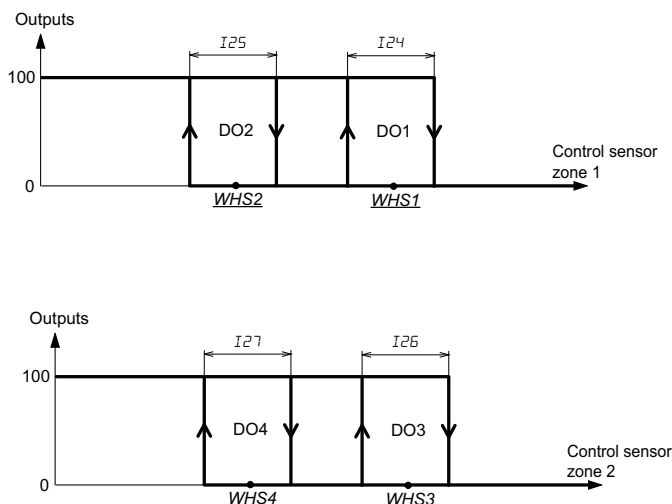 Outputs
I25
I24
100
DO2
DO1
Control sensor
zone 1
0
WHS2
WHS1
Outputs
I27
I26
100
DO4
DO3
Control sensor
zone 2
0
WHS4
WHS3